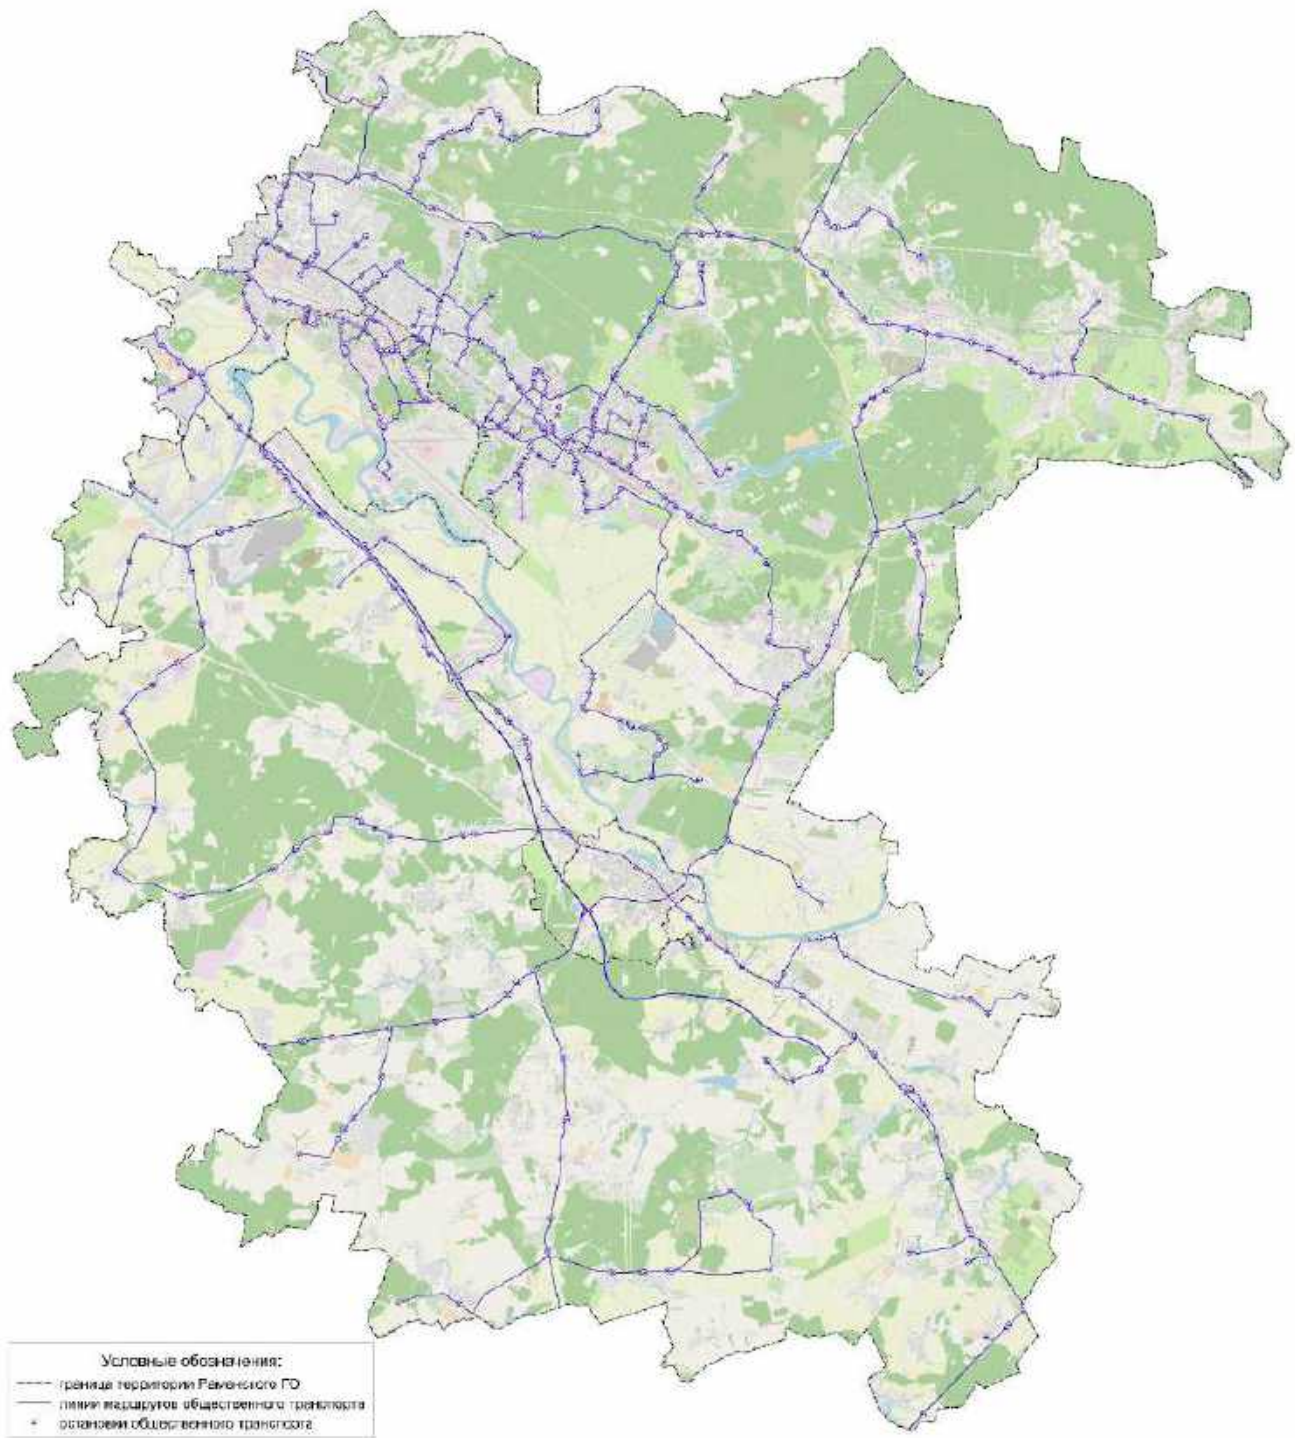 Условные обозначения:
граница территории Раменского ГО
линии маршрутов общественного транспорта
остановки общественного транспорта